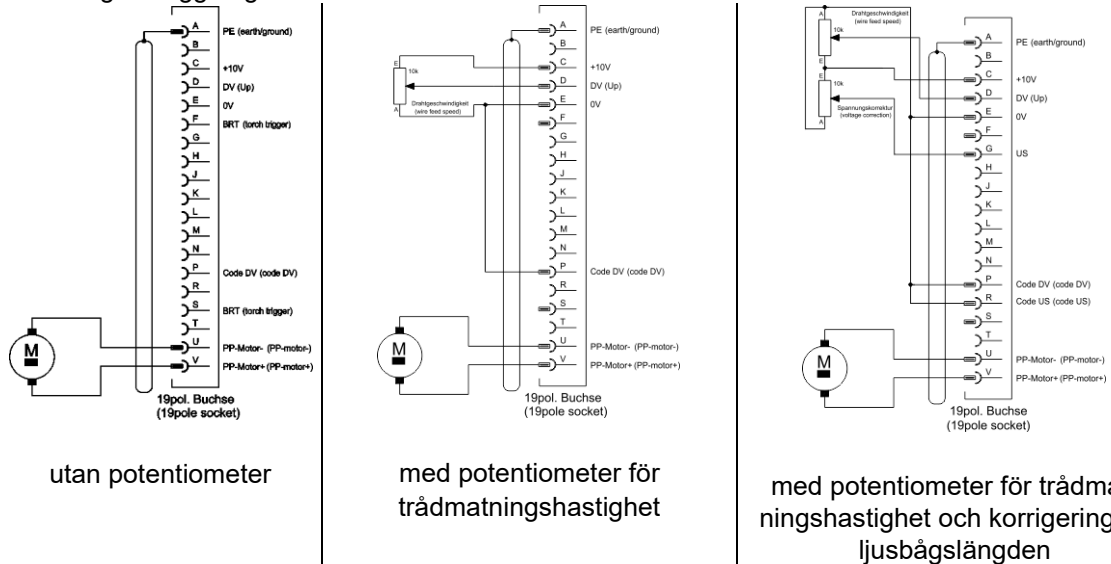 A PE (earth/ground)
B
C +10V
D DV (Up)
E 0V
F BRT (torch trigger)
G
H
J
K
L
M
N
P Code DV (code DV)
R
S BRT (torch trigger)
T
U PP-Motor- (PP-motor-)
V PP-Motor+ (PP-motor+)
M
19pol. Buchse
(19pole socket)
utan potentiometer
A PE (earth/ground)
B
C +10V
D DV (Up)
E 0V
F
G
H
J
K
L
M
N
P Code DV (code DV)
R
S
T
U PP-Motor- (PP-motor-)
V PP-Motor+ (PP-motor+)
E
10k
Drahtgeschwindigkeit
(wire feed speed)
A
M
19pol. Buchse
(19pole socket)
med potentiometer för
trådmatningshastighet
A
Drahtgeschwindigkeit
(wire feed speed)
10k
E
E
10k
Spannungskorrektur
(voltage correction)
A
A PE (earth/ground)
B
C +10V
D DV (Up)
E 0V
F
G US
H
J
K
L
M
N
P Code DV (code DV)
R Code US (code US)
S
T
U PP-Motor- (PP-motor-)
V PP-Motor+ (PP-motor+)
M
19pol. Buchse
(19pole socket)
med potentiometer för trådma
ningshastighet och korrigering
ljusbågslängden